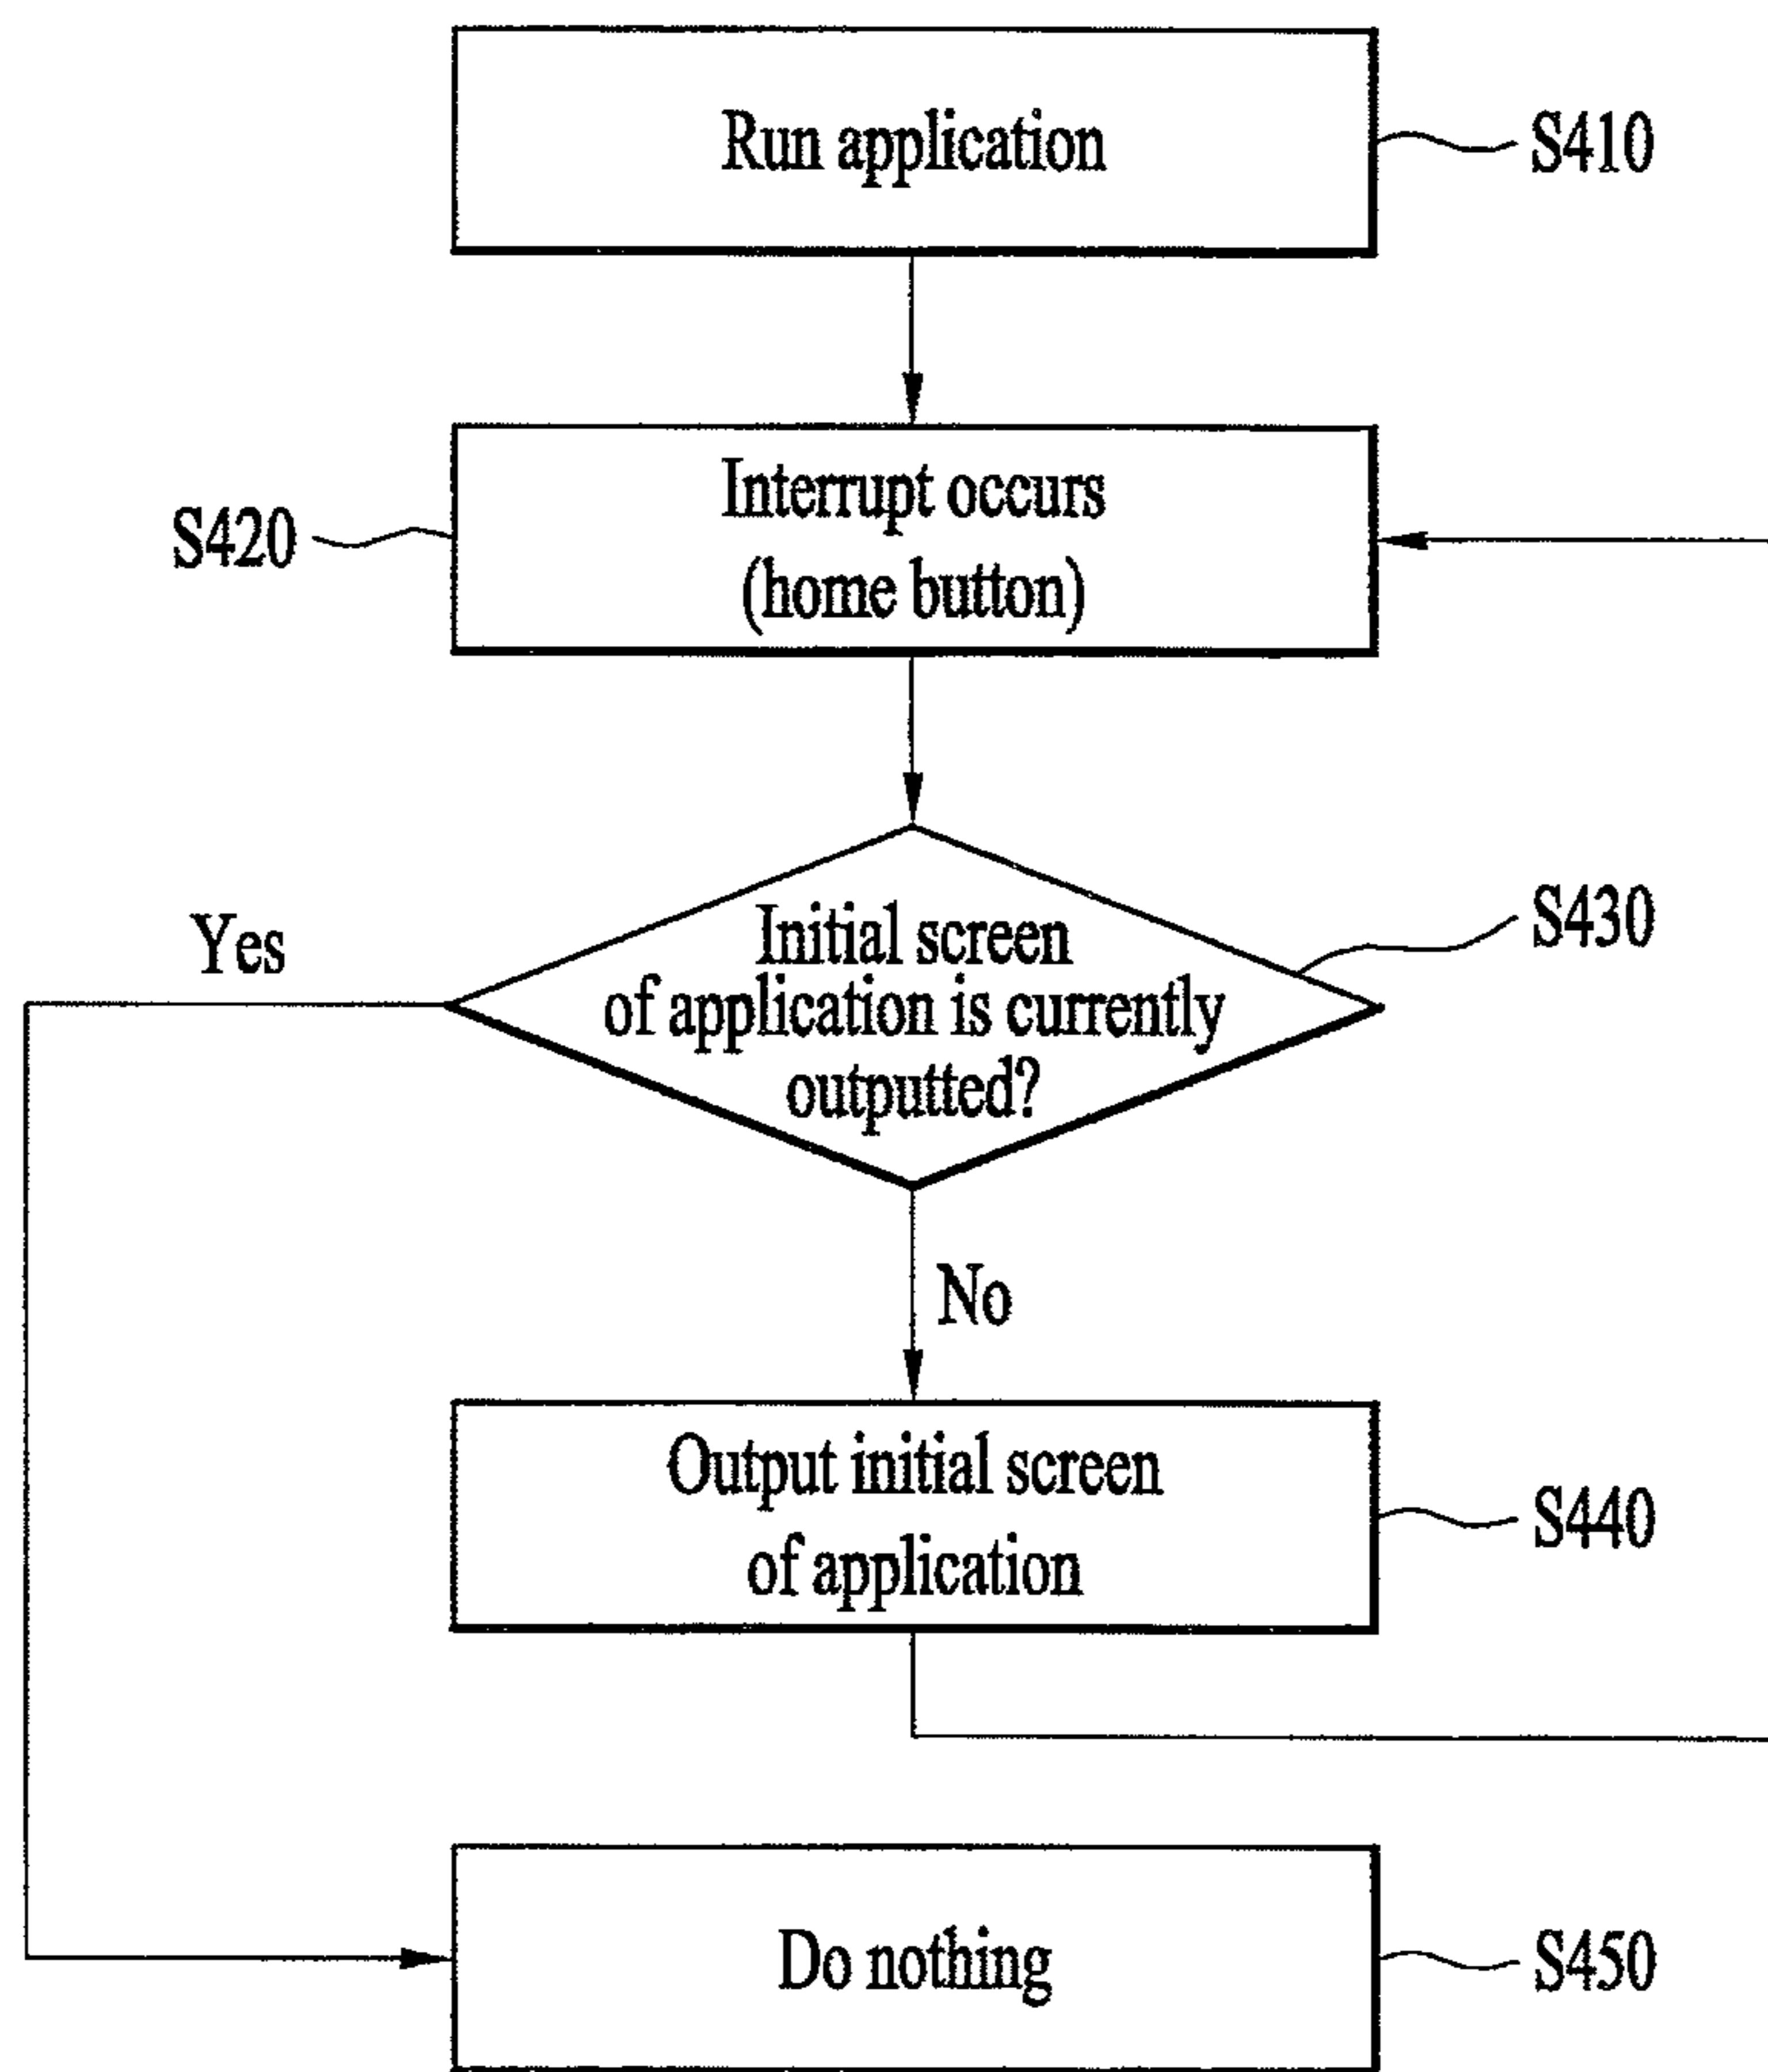 Run application
S410
Interrupt occurs
(home button)
S420
Initial screen
of application is currently
outputted?
S430
Yes
No
Output initial screen
of application
S440
Do nothing
S450